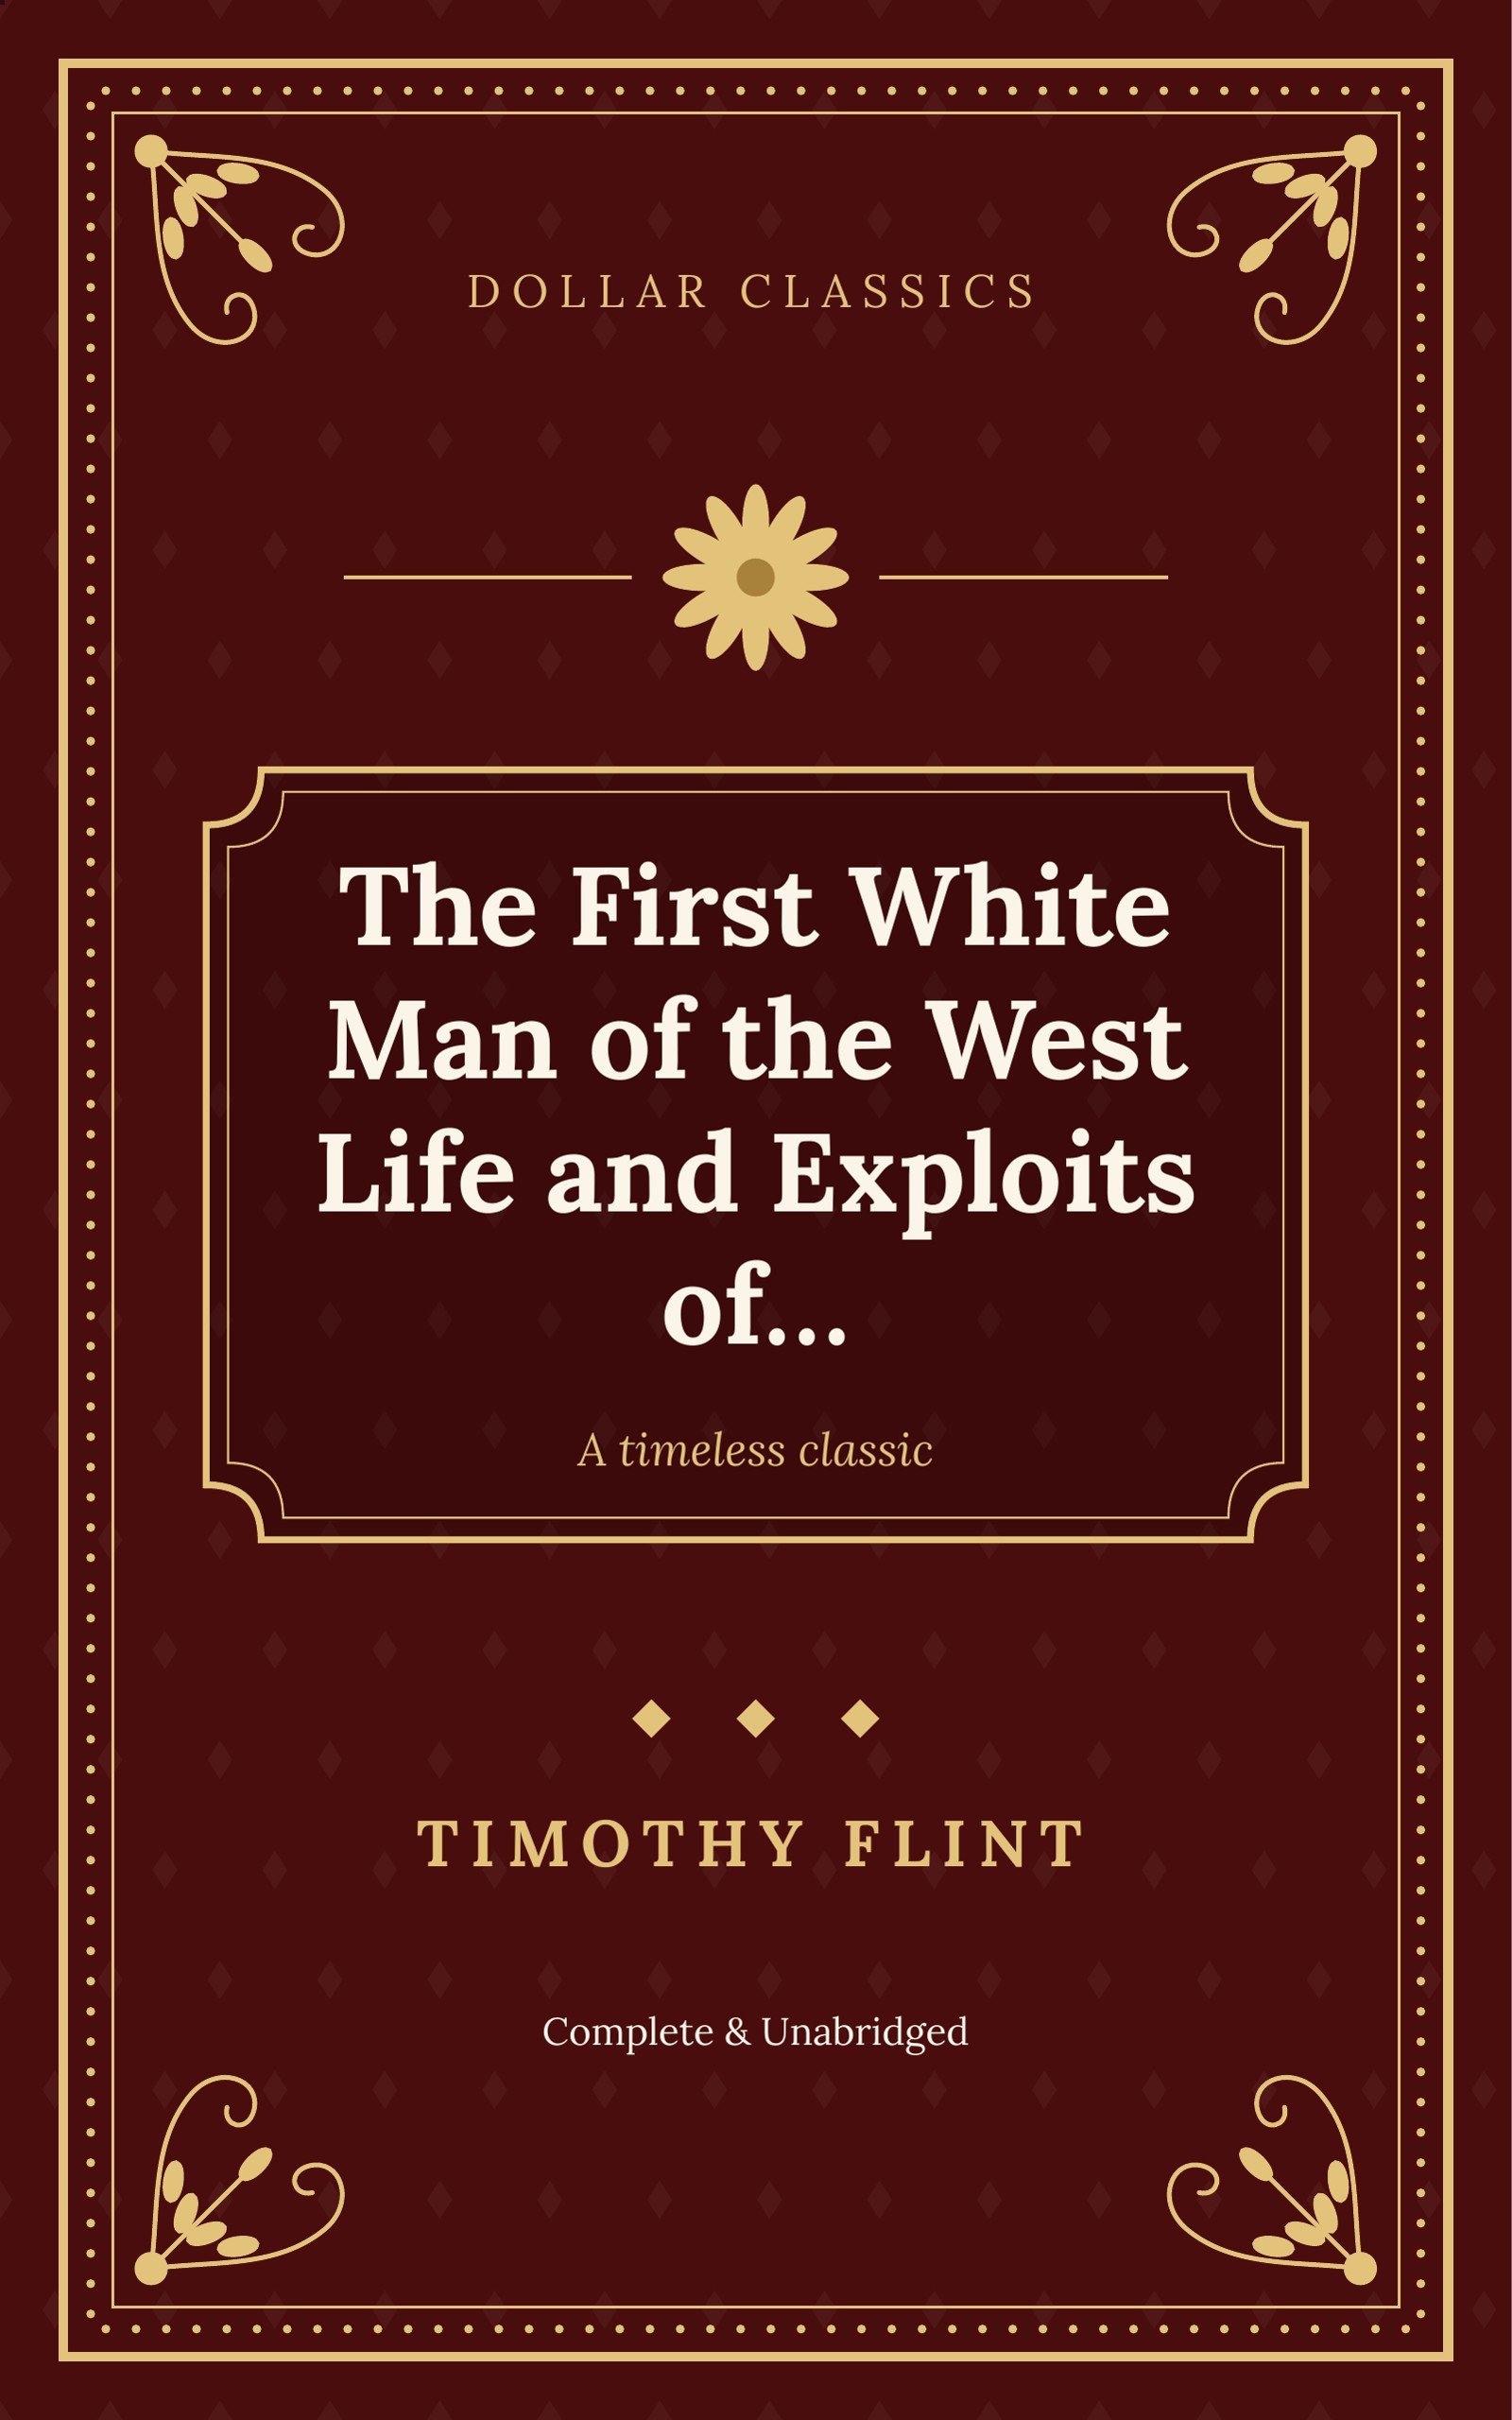 DOLLAR CLASSICS
The First White
Man of the West
Life and Exploits
of...
A timeless classic
TIMOTHY FLINT
Complete & Unabridged